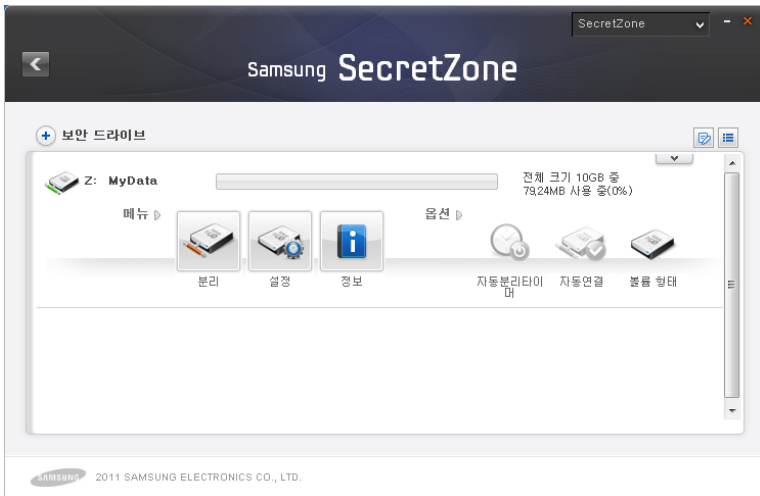 SecretZone
Samsung SecretZone
보안 드라이브
Z: MyData
전체 크기 10GB 중
79,24MB 사용 중(0%)
메뉴
옵션
분리
설정
정보
자동분리타이
머
자동연결
볼륨 형태
SAMSUNG 2011 SAMSUNG ELECTRONICS CO., LTD.